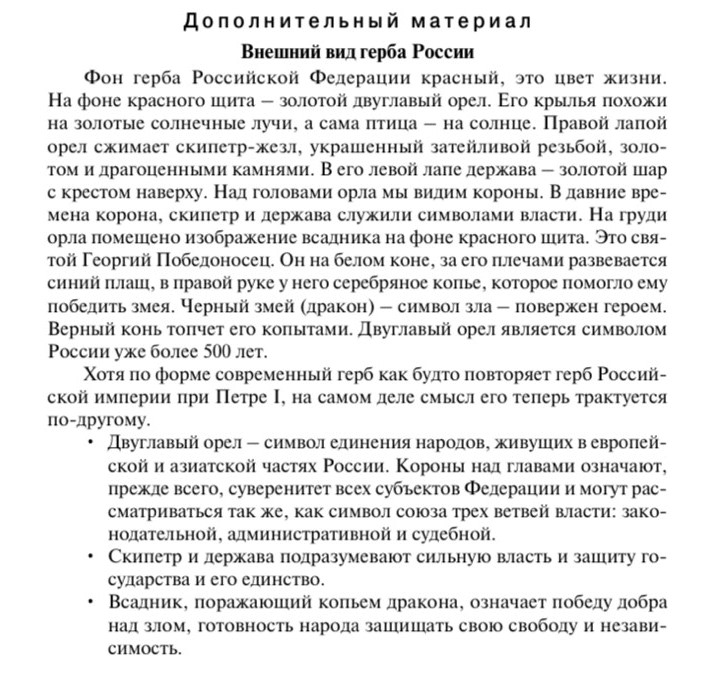 Дополнительный материал
Внешний вид герба России
Фон герба Российской Федерации красный, это цвет жизни.
На фоне красного щита – золотой двуглавый орел. Его крылья похожи
на золотые солнечные лучи, а сама птица – на солнце. Правой лапой
орел сжимает скипетр-жезл, украшенный затейливой резьбой, золо-
том и драгоценными камнями. В его левой лапе держава – золотой шар
с крестом наверху. Над головами орла мы видим короны. В давние вре-
мена корона, скипетр и держава служили символами власти. На груди
орла помещено изображение всадника на фоне красного щита. Это свя-
той Георгий Победоносец. Он на белом коне, за его плечами развевается
синий плащ, в правой руке у него серебряное копье, которое помогло ему
победить змея. Черный змей (дракон) – символ зла – повержен героем.
Верный конь топчет его копытами. Двуглавый орел является символом
России уже более 500 лет.
Хотя по форме современный герб как будто повторяет герб Россий-
ской империи при Петре I, на самом деле смысл его теперь трактуется
по-другому.
• Двуглавый орел – символ единения народов, живущих в европей-
ской и азиатской частях России. Короны над главами означают,
прежде всего, суверенитет всех субъектов Федерации и могут рас-
сматриваться так же, как символ союза трех ветвей власти: зако-
нодательной, административной и судебной.
• Скипетр и держава подразумевают сильную власть и защиту го-
сударства и его единство.
• Всадник, поражающий копьем дракона, означает победу добра
над злом, готовность народа защищать свою свободу и незави-
симость.